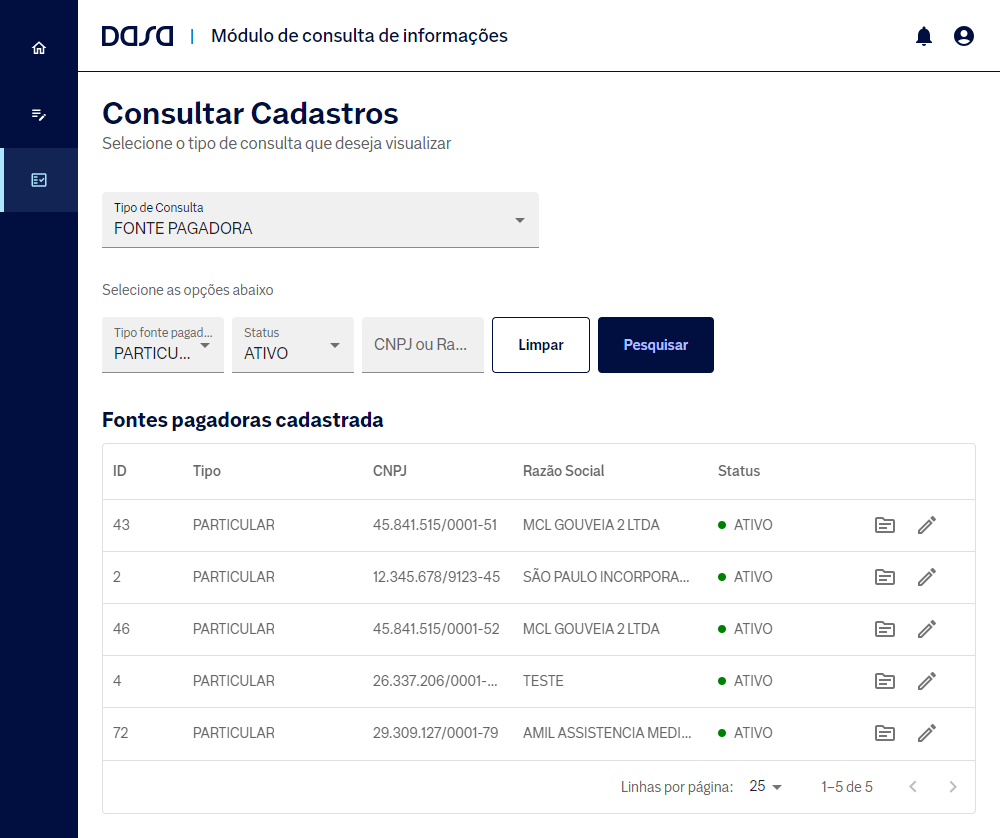 DASA | Módulo de consulta de informações
Consultar Cadastros
Selecione o tipo de consulta que deseja visualizar
Tipo de Consulta
FONTE PAGADORA
Selecione as opções abaixo
Tipo fonte pagad...
PARTICU...
Status
ATIVO
CNPJ ou Ra...
Limpar
Pesquisar
Fontes pagadoras cadastrada
ID Tipo CNPJ Razão Social Status
43 PARTICULAR 45.841.515/0001-51 MCL GOUVEIA 2 LTDA ATIVO
2 PARTICULAR 12.345.678/9123-45 SÃO PAULO INCORPORA... ATIVO
46 PARTICULAR 45.841.515/0001-52 MCL GOUVEIA 2 LTDA ATIVO
4 PARTICULAR 26.337.206/0001-... TESTE ATIVO
72 PARTICULAR 29.309.127/0001-79 AMIL ASSISTENCIA MEDI... ATIVO
Linhas por página: 25 1–5 de 5